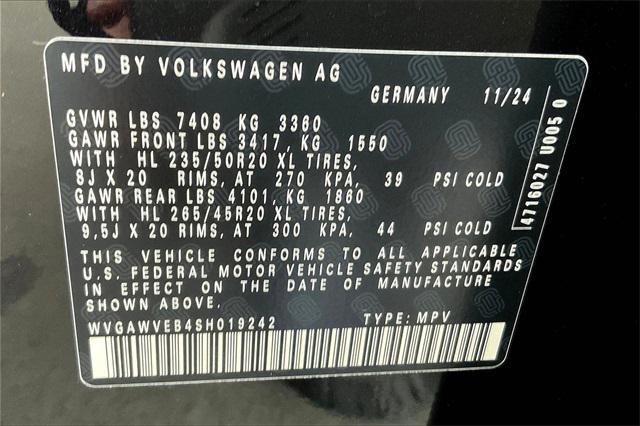 MFD BY VOLKSWAGEN AG
GERMANY 11/24
GVWR LBS 7408 KG 3360
GAWR FRONT LBS 3417, KG 1550
WITH HL 235/50R20 XL TIRES,
8J X 20 RIMS, AT 270 KPA, 39 PSI COLD
GAWR REAR LBS 4101, KG 1860
WITH HL 265/45R20 XL TIRES,
9,5J X 20 RIMS, AT 300 KPA, 44 PSI COLD
THIS VEHICLE CONFORMS TO ALL APPLICABLE
U.S. FEDERAL MOTOR VEHICLE SAFETY STANDARDS
IN EFFECT ON THE DATE OF MANUFACTURE
WVGAWVEB4SH019242 TYPE: MPV
4716027 U005 0